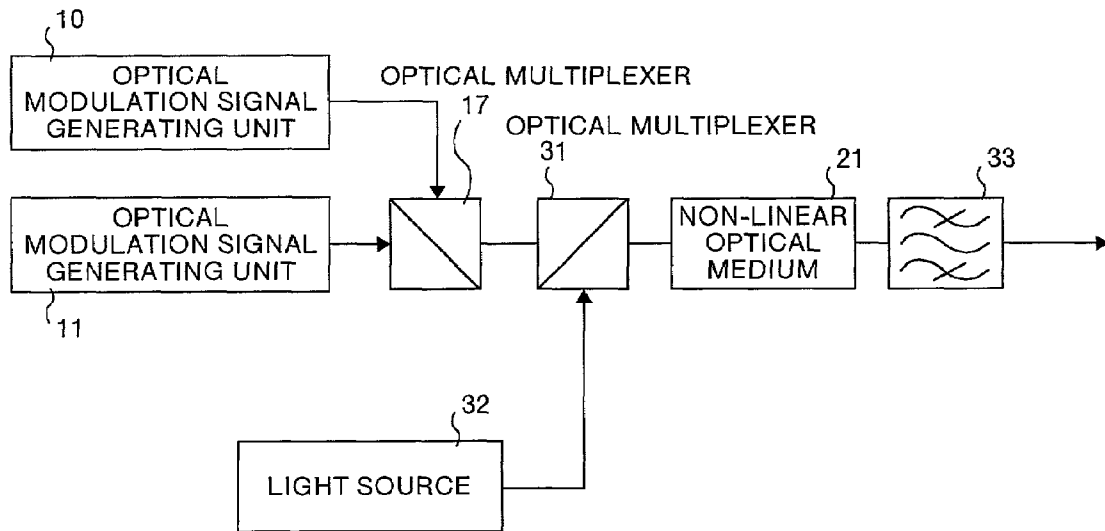 10
OPTICAL
MODULATION SIGNAL
GENERATING UNIT
OPTICAL MULTIPLEXER
17
OPTICAL MULTIPLEXER
31
21
33
OPTICAL
MODULATION SIGNAL
GENERATING UNIT
11
NON-LINEAR
OPTICAL
MEDIUM
32
LIGHT SOURCE